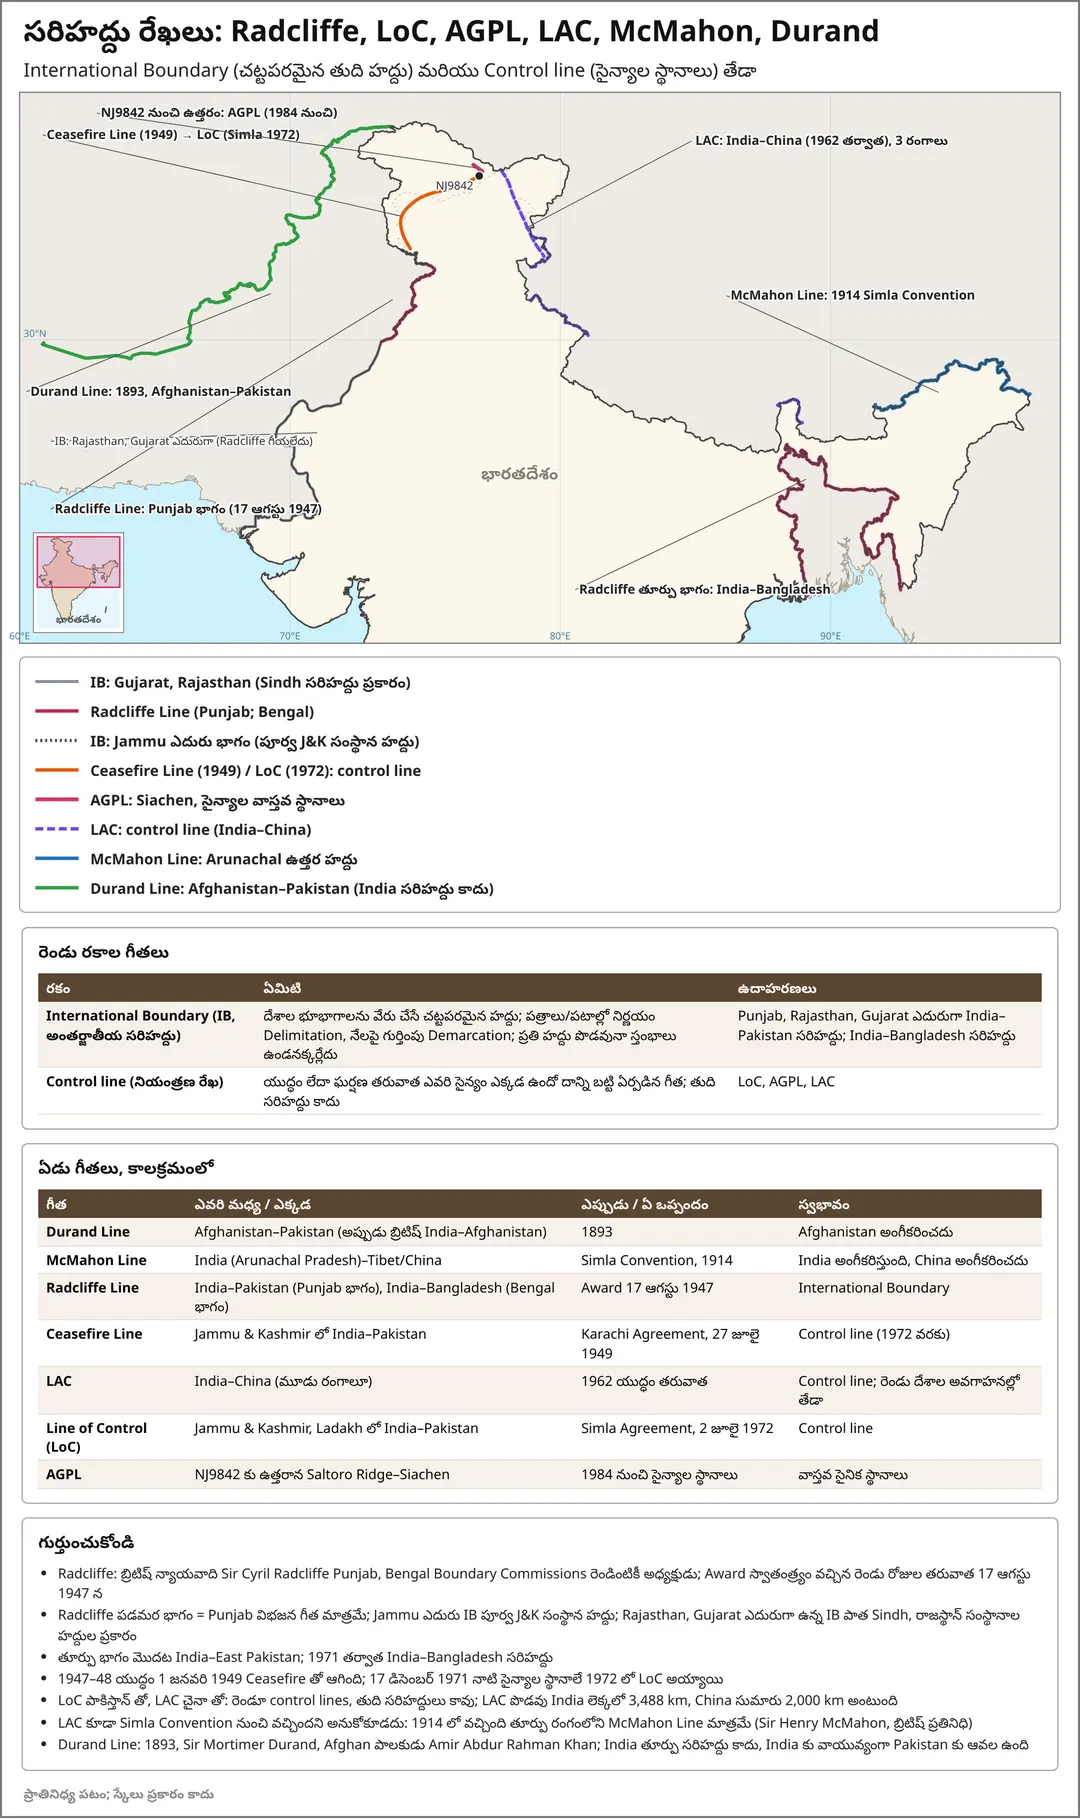 సరిహద్దు రేఖలు: Radcliffe, LoC, AGPL, LAC, McMahon, Durand
International Boundary (చట్టపరమైన తుది హద్దు) మరియు Control line (సైన్యాల స్థానాలు) తేడా
NJ9842 నుంచి ఉత్తరం: AGPL (1984 నుంచి)
Ceasefire Line (1949) → LoC (Simla 1972)
LAC: India–China (1962 తర్వాత), 3 రంగాలు
NJ9842
McMahon Line: 1914 Simla Convention
30°N
Durand Line: 1893, Afghanistan–Pakistan
IB: Rajasthan, Gujarat ఎదురుగా (Radcliffe గీయలేదు)
భారతదేశం
Radcliffe Line: Punjab భాగం (17 ఆగస్టు 1947)
Radcliffe తూర్పు భాగం: India–Bangladesh
భారతదేశం
60°E
70°E
80°E
90°E
IB: Gujarat, Rajasthan (Sindh సరిహద్దు ప్రకారం)
Radcliffe Line (Punjab; Bengal)
IB: Jammu ఎదురు భాగం (పూర్వ J&K సంస్థాన హద్దు)
Ceasefire Line (1949) / LoC (1972): control line
AGPL: Siachen, సైన్యాల వాస్తవ స్థానాలు
LAC: control line (India–China)
McMahon Line: Arunachal ఉత్తర హద్దు
Durand Line: Afghanistan–Pakistan (India సరిహద్దు కాదు)
రెండు రకాల గీతలు
రకం ఏమిటి ఉదాహరణలు
International Boundary (IB, అంతర్జాతీయ సరిహద్దు) దేశాల భూభాగాలను వేరు చేసే చట్టపరమైన హద్దు; పత్రాలు/పటాల్లో నిర్ణయం Delimitation, నేలపై గుర్తింపు Demarcation; ప్రతి హద్దు పొడవునా స్తంభాలు ఉండనక్కర్లేదు Punjab, Rajasthan, Gujarat ఎదురుగా India–Pakistan సరిహద్దు; India–Bangladesh సరిహద్దు
Control line (నియంత్రణ రేఖ) యుద్ధం లేదా ఘర్షణ తరువాత ఎవరి సైన్యం ఎక్కడ ఉందో దాన్ని బట్టి ఏర్పడిన గీత; తుది సరిహద్దు కాదు LoC, AGPL, LAC
ఏడు గీతలు, కాలక్రమంలో
గీత ఎవరి మధ్య / ఎక్కడ ఎప్పుడు / ఏ ఒప్పందం స్వభావం
Durand Line Afghanistan–Pakistan (అప్పుడు బ్రిటిష్ India–Afghanistan) 1893 Afghanistan అంగీకరించదు
McMahon Line India (Arunachal Pradesh)–Tibet/China Simla Convention, 1914 India అంగీకరిస్తుంది, China అంగీకరించదు
Radcliffe Line India–Pakistan (Punjab భాగం), India–Bangladesh (Bengal భాగం) Award 17 ఆగస్టు 1947 International Boundary
Ceasefire Line Jammu & Kashmir లో India–Pakistan Karachi Agreement, 27 జూలై 1949 Control line (1972 వరకు)
LAC India–China (మూడు రంగాలూ) 1962 యుద్ధం తరువాత Control line; రెండు దేశాల అవగాహనల్లో తేడా
Line of Control (LoC) Jammu & Kashmir, Ladakh లో India–Pakistan Simla Agreement, 2 జూలై 1972 Control line
AGPL NJ9842 కు ఉత్తరాన Saltoro Ridge–Siachen 1984 నుంచి సైన్యాల స్థానాలు వాస్తవ సైనిక స్థానాలు
గుర్తుంచుకోండి
• Radcliffe: బ్రిటిష్ న్యాయవాది Sir Cyril Radcliffe Punjab, Bengal Boundary Commissions రెండింటికీ అధ్యక్షుడు; Award స్వాతంత్ర్యం వచ్చిన రెండు రోజుల తరువాత 17 ఆగస్టు
1947 న
• Radcliffe పడమర భాగం = Punjab విభజన గీత మాత్రమే; Jammu ఎదురు IB పూర్వ J&K సంస్థాన హద్దు; Rajasthan, Gujarat ఎదురుగా ఉన్న IB పాత Sindh, రాజస్థాన్ సంస్థానాల
హద్దుల ప్రకారం
• తూర్పు భాగం మొదట India–East Pakistan; 1971 తర్వాత India–Bangladesh సరిహద్దు
• 1947–48 యుద్ధం 1 జనవరి 1949 Ceasefire తో ఆగింది; 17 డిసెంబర్ 1971 నాటి సైన్యాల స్థానాలే 1972 లో LoC అయ్యాయి
• LoC పాకిస్తాన్ తో, LAC చైనా తో: రెండూ control lines, తుది సరిహద్దులు కావు; LAC పొడవు India లెక్కలో 3,488 km, China సుమారు 2,000 km అంటుంది
• LAC కూడా Simla Convention నుంచి వచ్చిందని అనుకోకూడదు: 1914 లో వచ్చింది తూర్పు రంగంలోని McMahon Line మాత్రమే (Sir Henry McMahon, బ్రిటిష్ ప్రతినిధి)
• Durand Line: 1893, Sir Mortimer Durand, Afghan పాలకుడు Amir Abdur Rahman Khan; India తూర్పు సరిహద్దు కాదు, India కు వాయువ్యంగా Pakistan కు ఆవల ఉంది
ప్రాతినిధ్య పటం; స్కేలు ప్రకారం కాదు